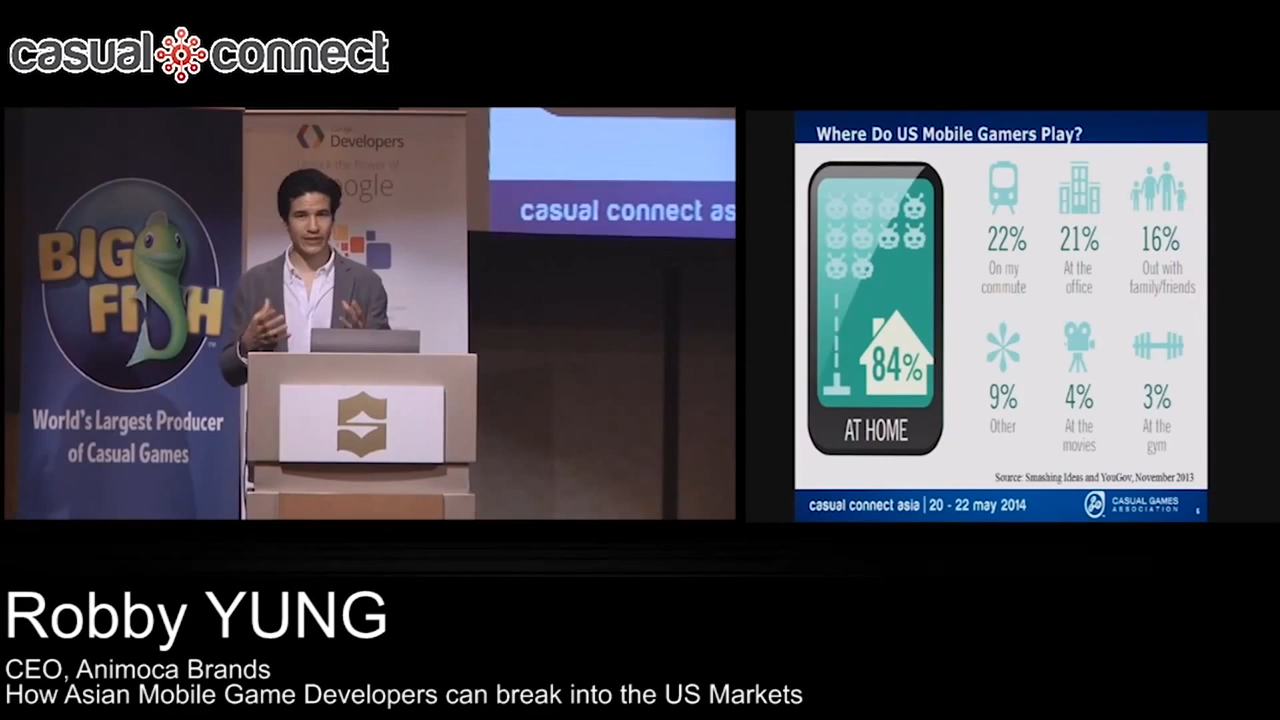 casual connect
Developers
BIG
FISH
World's Largest Producer
of Casual Games
casual connect as
Where Do US Mobile Gamers Play?
84%
AT HOME
22%
On my
commute
21%
At the
office
16%
Out with
family/friends
9%
Other
4%
At the
movies
3%
At the
gym
Source: Smashing Ideas and YouGov, November 2013
casual connect asia | 20 - 22 may 2014
CASUAL GAMES
ASSOCIATION
6
Robby YUNG
CEO, Animoca Brands
How Asian Mobile Game Developers can break into the US Markets